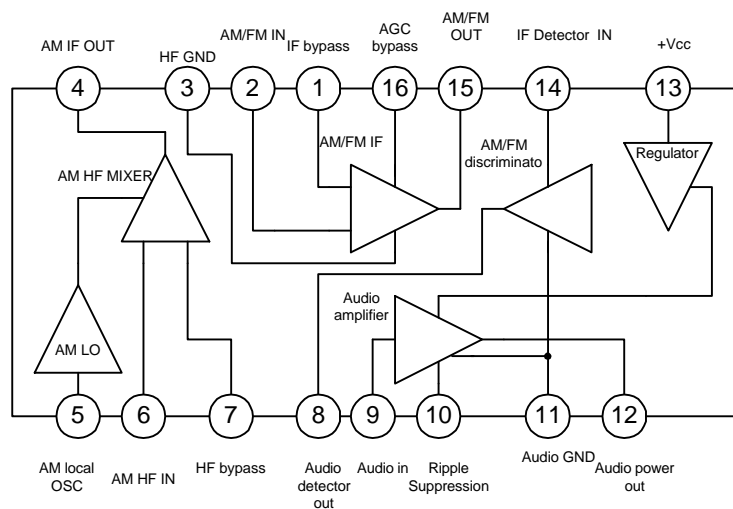 AM IF OUT
HF GND
AM/FM IN
IF bypass
AGC
bypass
AM/FM
OUT
IF Detector IN
+Vcc
4
3
2
1
16
15
14
13
AM/FM IF
AM/FM
discriminato
Regulator
AM HF MIXER
Audio
amplifier
AM LO
5
6
7
8
9
10
11
12
AM local
OSC
AM HF IN
HF bypass
Audio
detector
out
Audio in
Ripple
Suppression
Audio GND
Audio power
out